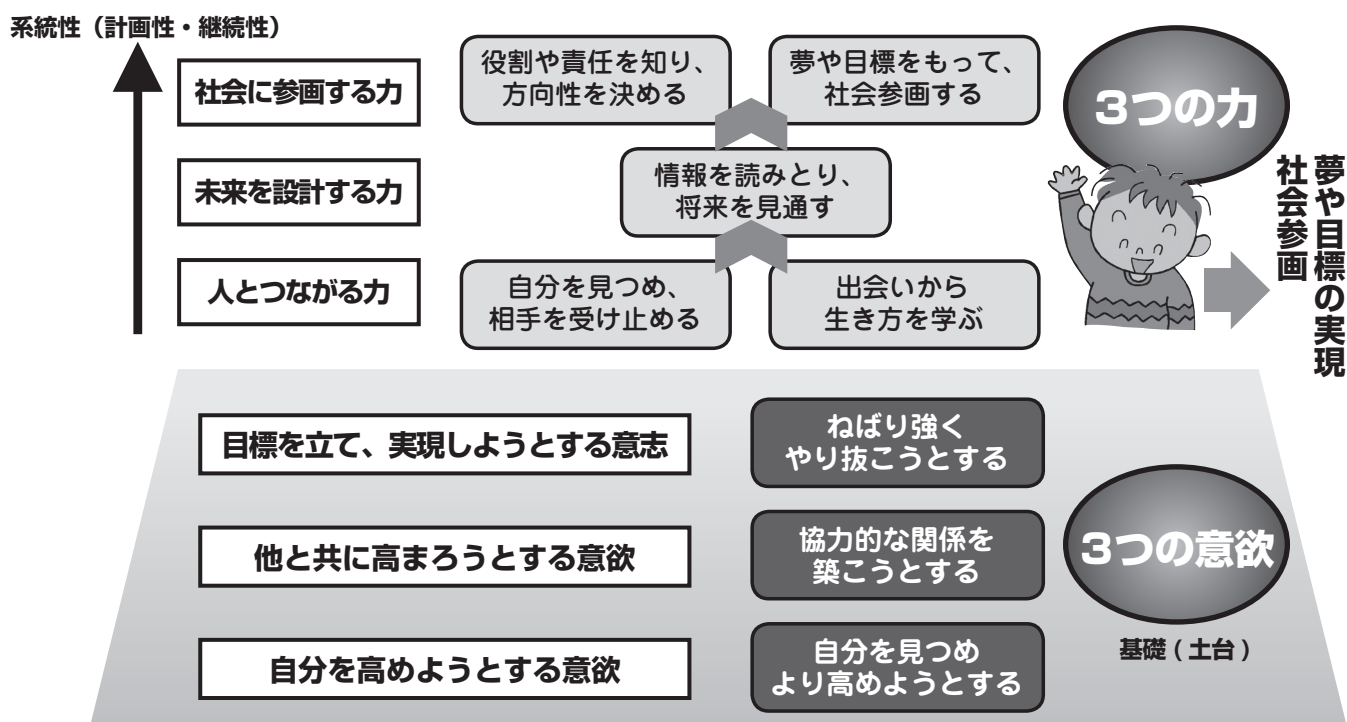 系統性（計画性・継続性）
社会に参画する力
役割や責任を知り、
方向性を決める
夢や目標をもって、
社会参画する
3つの力
未来を設計する力
情報を読みとり、
将来を見通す
人とつながる力
自分を見つめ、
相手を受け止める
出会いから
生き方を学ぶ
夢や目標の実現
社会参画
目標を立て、実現しようとする意志
ねばり強く
やり抜こうとする
他と共に高まろうとする意欲
協力的な関係を
築こうとする
3つの意欲
基礎 ( 土台 )
自分を高めようとする意欲
自分を見つめ
より高めようとする